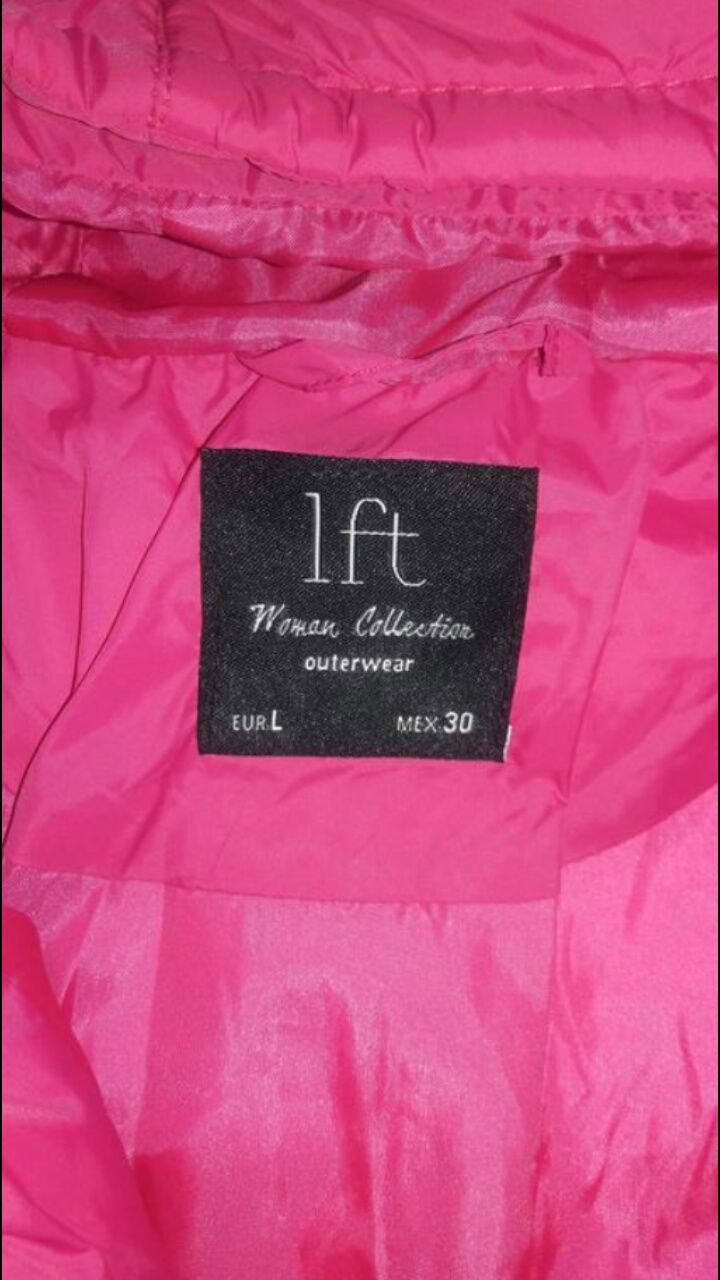 lft
Woman Collection
outerwear
EUR.L MEX.30